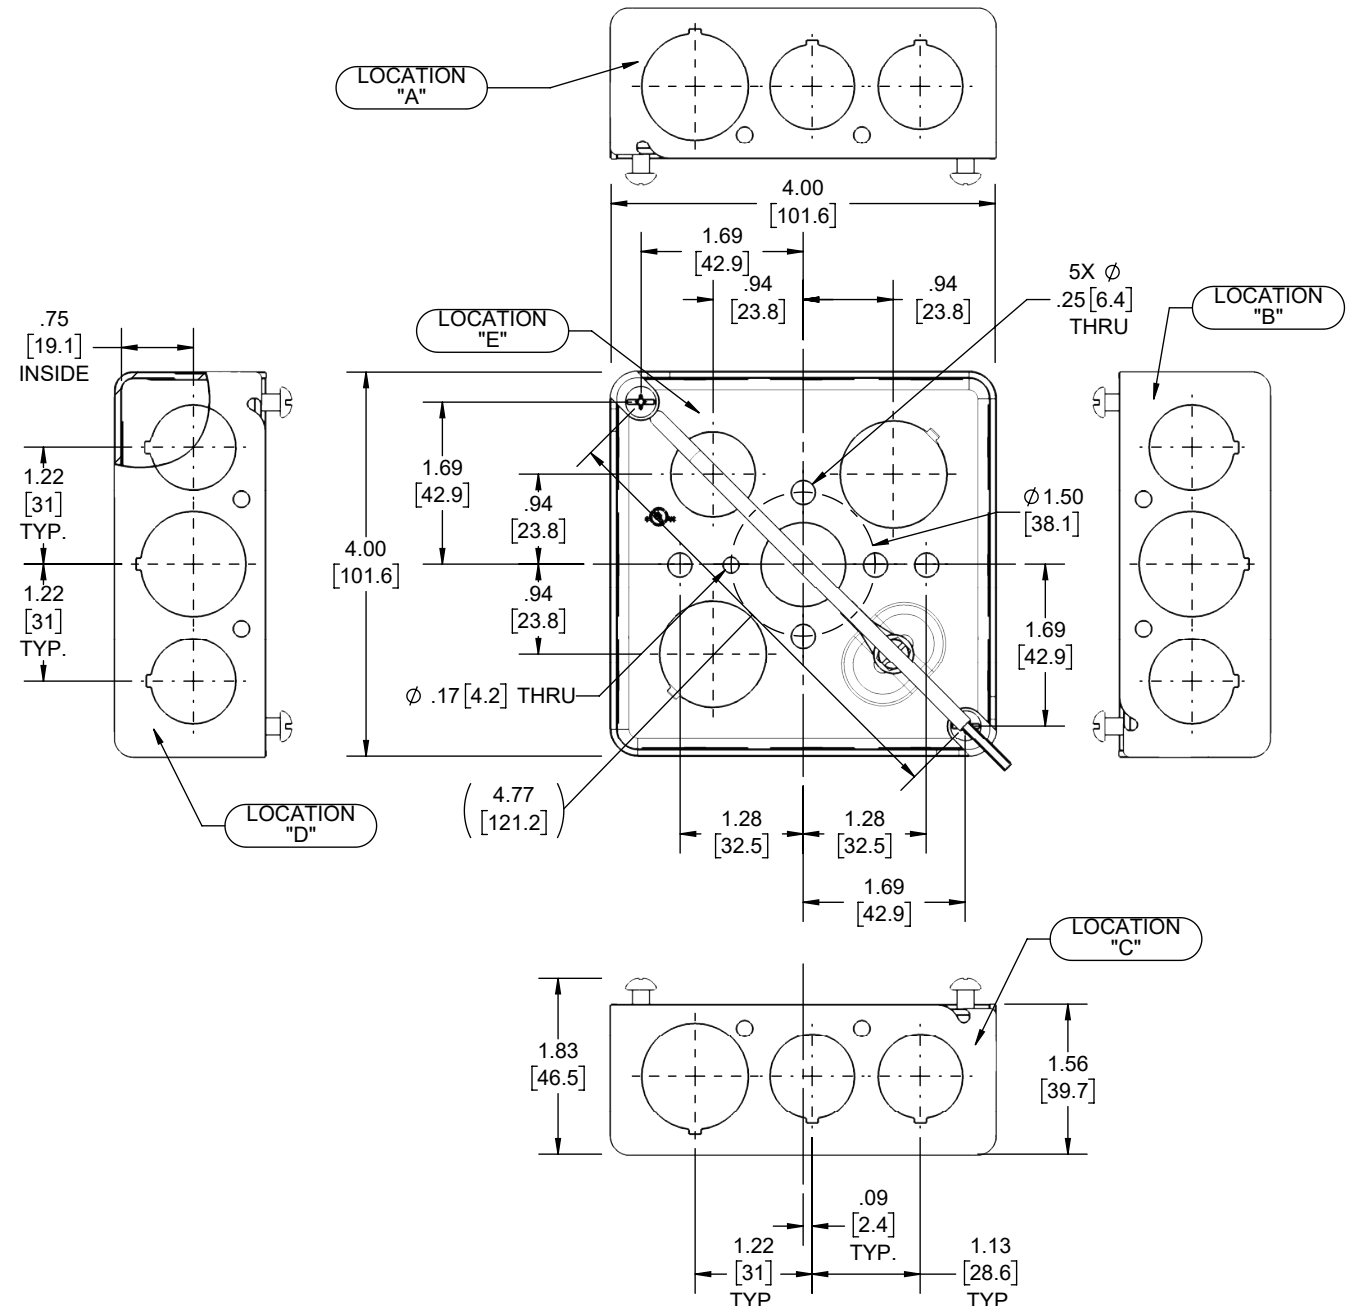 LOCATION
"A"
4.00
[101.6]
1.69
[42.9]
.94
[23.8]
.94
[23.8]
5X ⌀
.25[6.4]
THRU
LOCATION
"B"
LOCATION
"E"
.75
[19.1]
INSIDE
1.22
[31]
TYP.
1.22
[31]
TYP.
1.69
[42.9]
.94
[23.8]
4.00
[101.6]
.94
[23.8]
⌀1.50
[38.1]
1.69
[42.9]
⌀ .17[4.2] THRU
(4.77
[121.2])
LOCATION
"D"
1.28
[32.5]
1.28
[32.5]
1.69
[42.9]
LOCATION
"C"
1.83
[46.5]
1.56
[39.7]
.09
[2.4]
TYP.
1.22
[31]
TYP
1.13
[28.6]
TYP